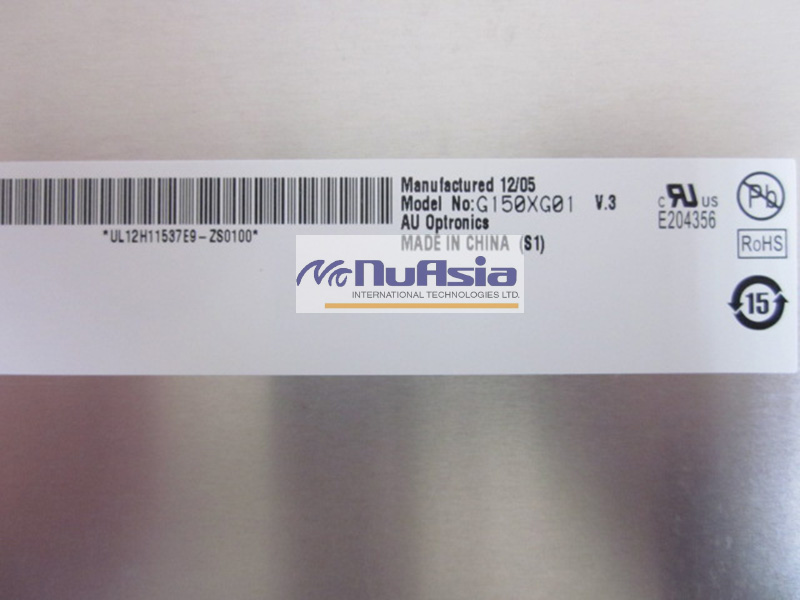 Manufactured 12/05
Model No:G150XG01 V.3
AU Optronics
MADE IN CHINA (S1)
*UL12H11537E9-ZS0100*
c RU US
E204356
Pb
RoHS
15
NuAsia
INTERNATIONAL TECHNOLOGIES LTD.